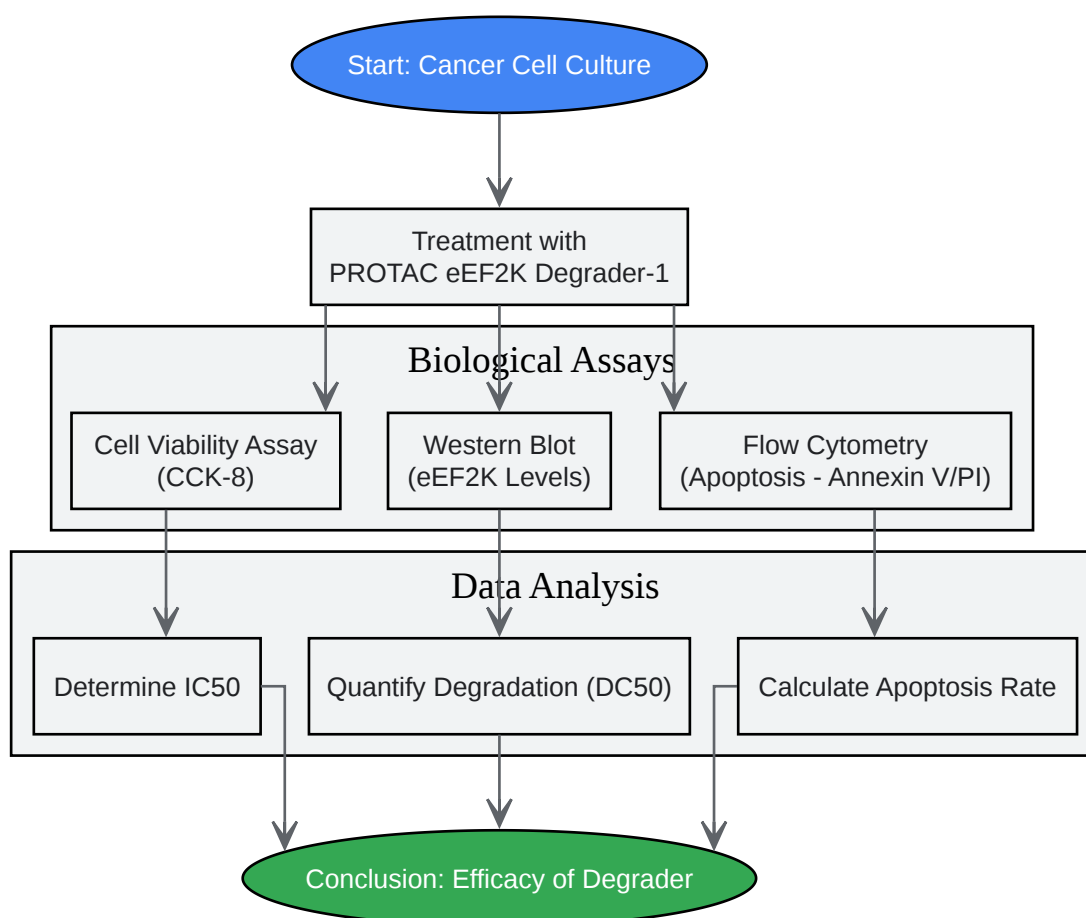 Start: Cancer Cell Culture
Treatment with
PROTAC eEF2K Degrader-1
Biological Assays
Cell Viability Assay
(CCK-8)
Western Blot
(eEF2K Levels)
Flow Cytometry
(Apoptosis - Annexin V/PI)
Data Analysis
Determine IC50
Quantify Degradation (DC50)
Calculate Apoptosis Rate
Conclusion: Efficacy of Degrader